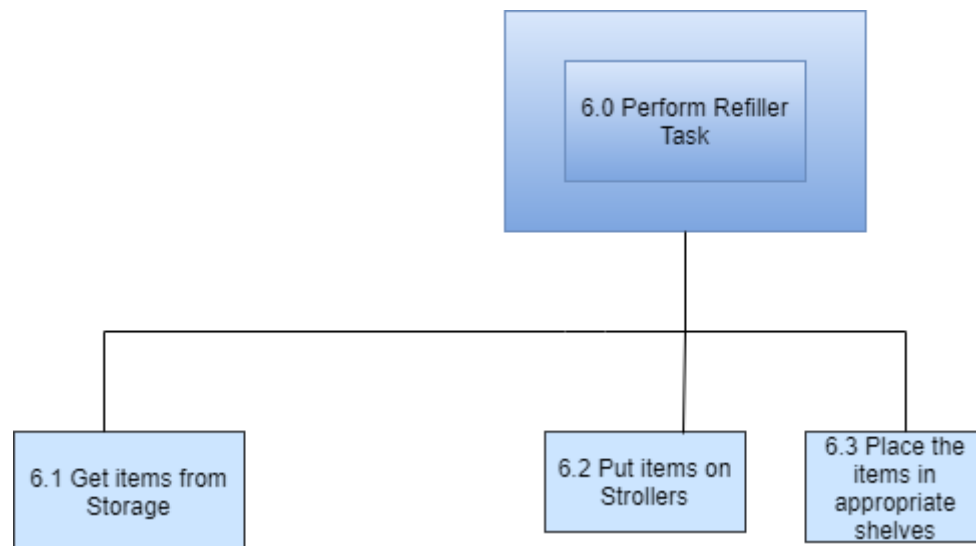 6.0 Perform Refiller
Task
6.1 Get items from
Storage
6.2 Put items on
Strollers
6.3 Place the
items in
appropriate
shelves